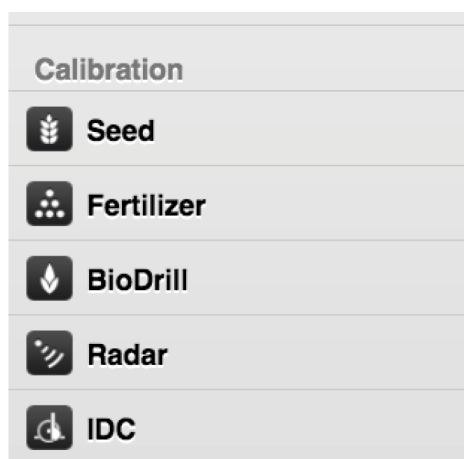 Calibration
Seed
Fertilizer
BioDrill
Radar
IDC